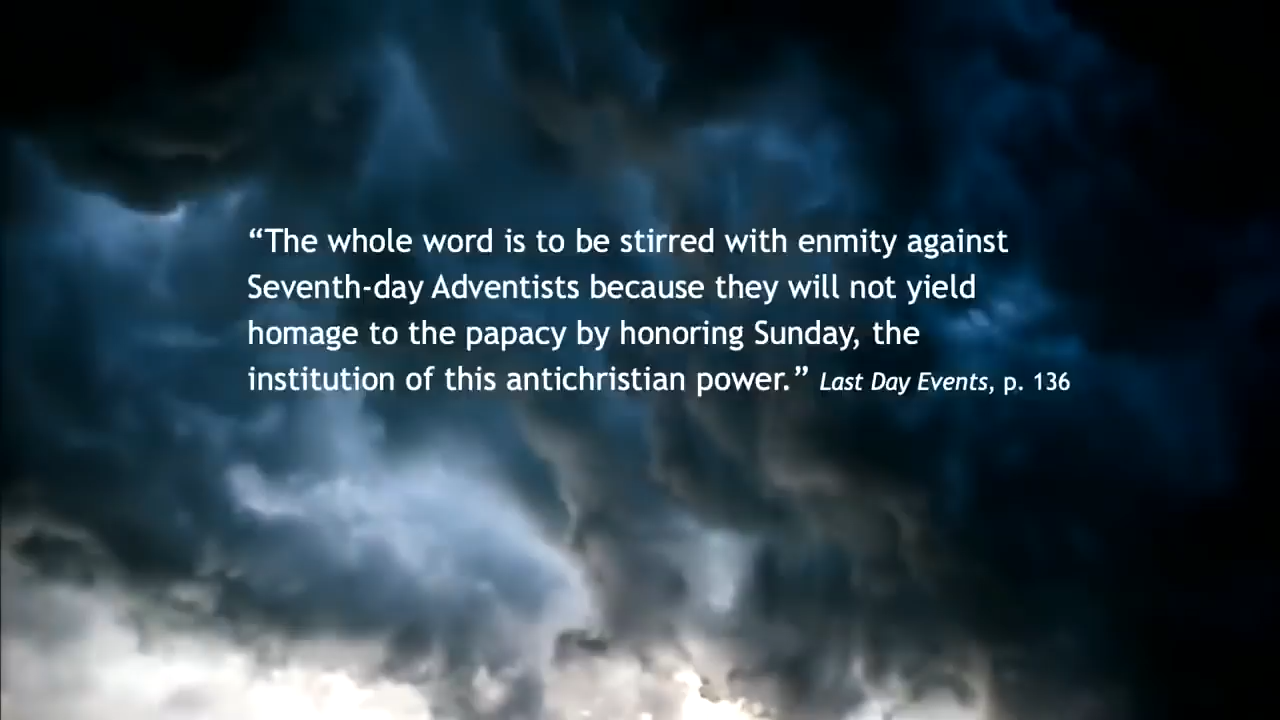 “The whole word is to be stirred with enmity against
Seventh-day Adventists because they will not yield
homage to the papacy by honoring Sunday, the
institution of this antichristian power.” Last Day Events, p. 136